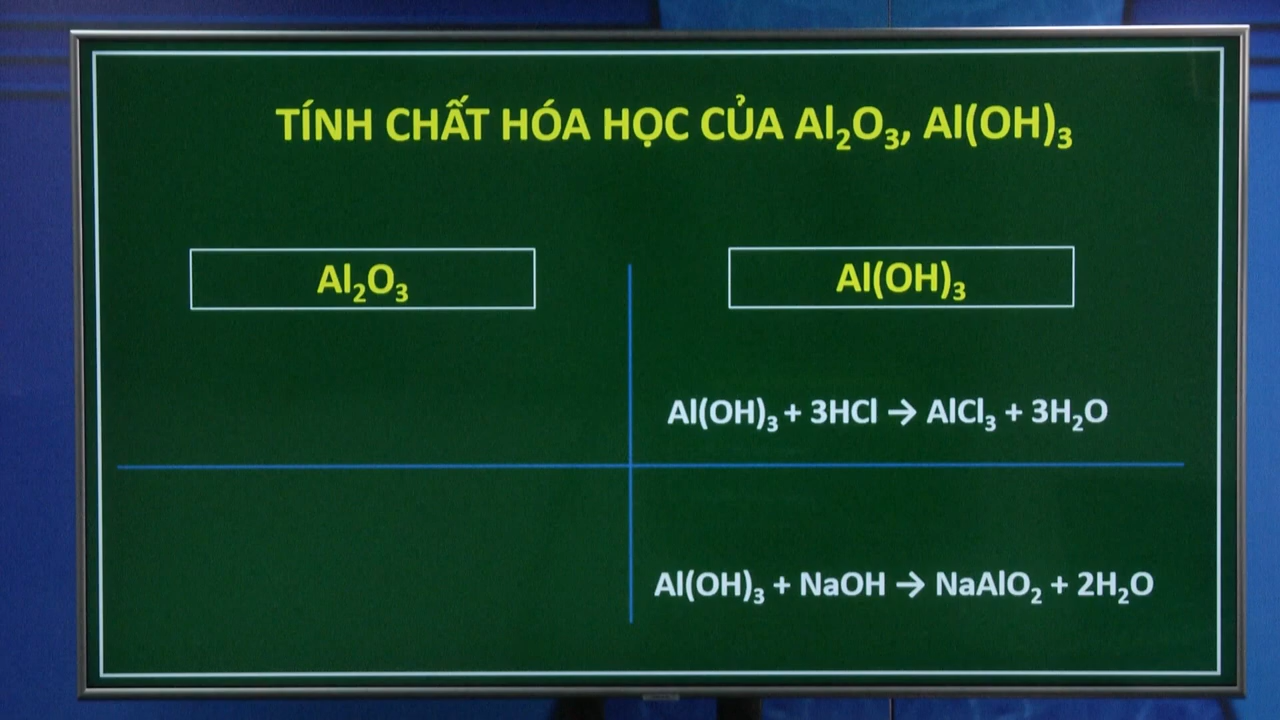 TÍNH CHẤT HÓA HỌC CỦA Al₂O₃, Al(OH)₃
Al₂O₃
Al(OH)₃
Al(OH)₃ + 3HCl → AlCl₃ + 3H₂O
Al(OH)₃ + NaOH → NaAlO₂ + 2H₂O